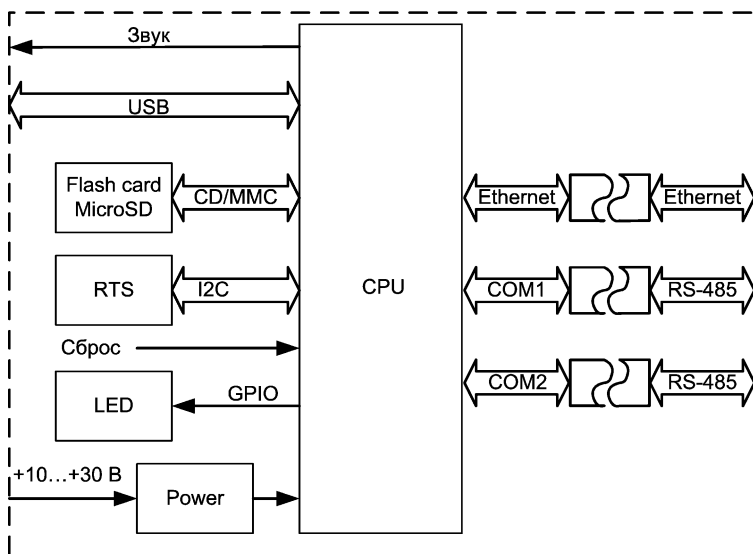 Звук
USB
Flash card
MicroSD
CD/MMC
Ethernet
Ethernet
RTS
I2C
CPU
COM1
RS-485
Сброс
COM2
RS-485
LED
GPIO
+10...+30 В
Power